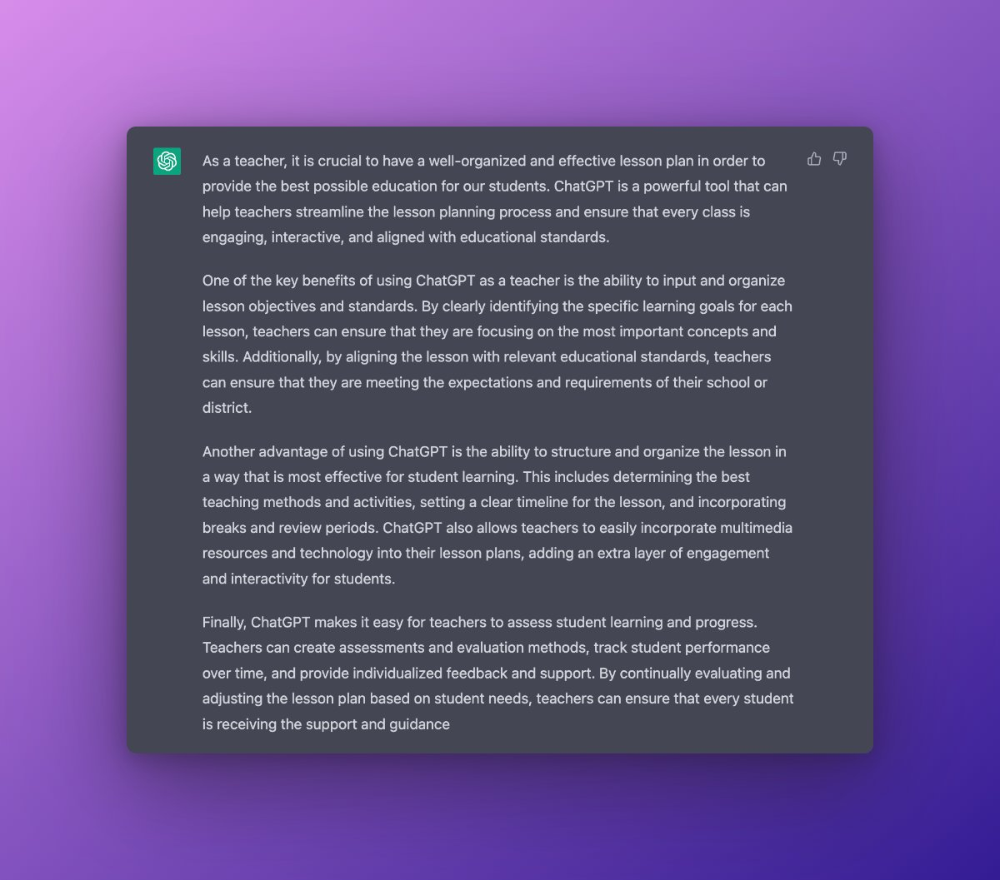 As a teacher, it is crucial to have a well-organized and effective lesson plan in order to
provide the best possible education for our students. ChatGPT is a powerful tool that can
help teachers streamline the lesson planning process and ensure that every class is
engaging, interactive, and aligned with educational standards.
One of the key benefits of using ChatGPT as a teacher is the ability to input and organize
lesson objectives and standards. By clearly identifying the specific learning goals for each
lesson, teachers can ensure that they are focusing on the most important concepts and
skills. Additionally, by aligning the lesson with relevant educational standards, teachers
can ensure that they are meeting the expectations and requirements of their school or
district.
Another advantage of using ChatGPT is the ability to structure and organize the lesson in
a way that is most effective for student learning. This includes determining the best
teaching methods and activities, setting a clear timeline for the lesson, and incorporating
breaks and review periods. ChatGPT also allows teachers to easily incorporate multimedia
resources and technology into their lesson plans, adding an extra layer of engagement
and interactivity for students.
Finally, ChatGPT makes it easy for teachers to assess student learning and progress.
Teachers can create assessments and evaluation methods, track student performance
over time, and provide individualized feedback and support. By continually evaluating and
adjusting the lesson plan based on student needs, teachers can ensure that every student
is receiving the support and guidance